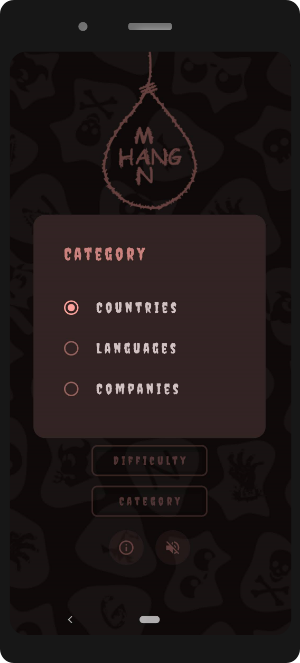 M
HANG
N
CATEGORY
COUNTRIES
LANGUAGES
COMPANIES
DIFFICULTY
CATEGORY